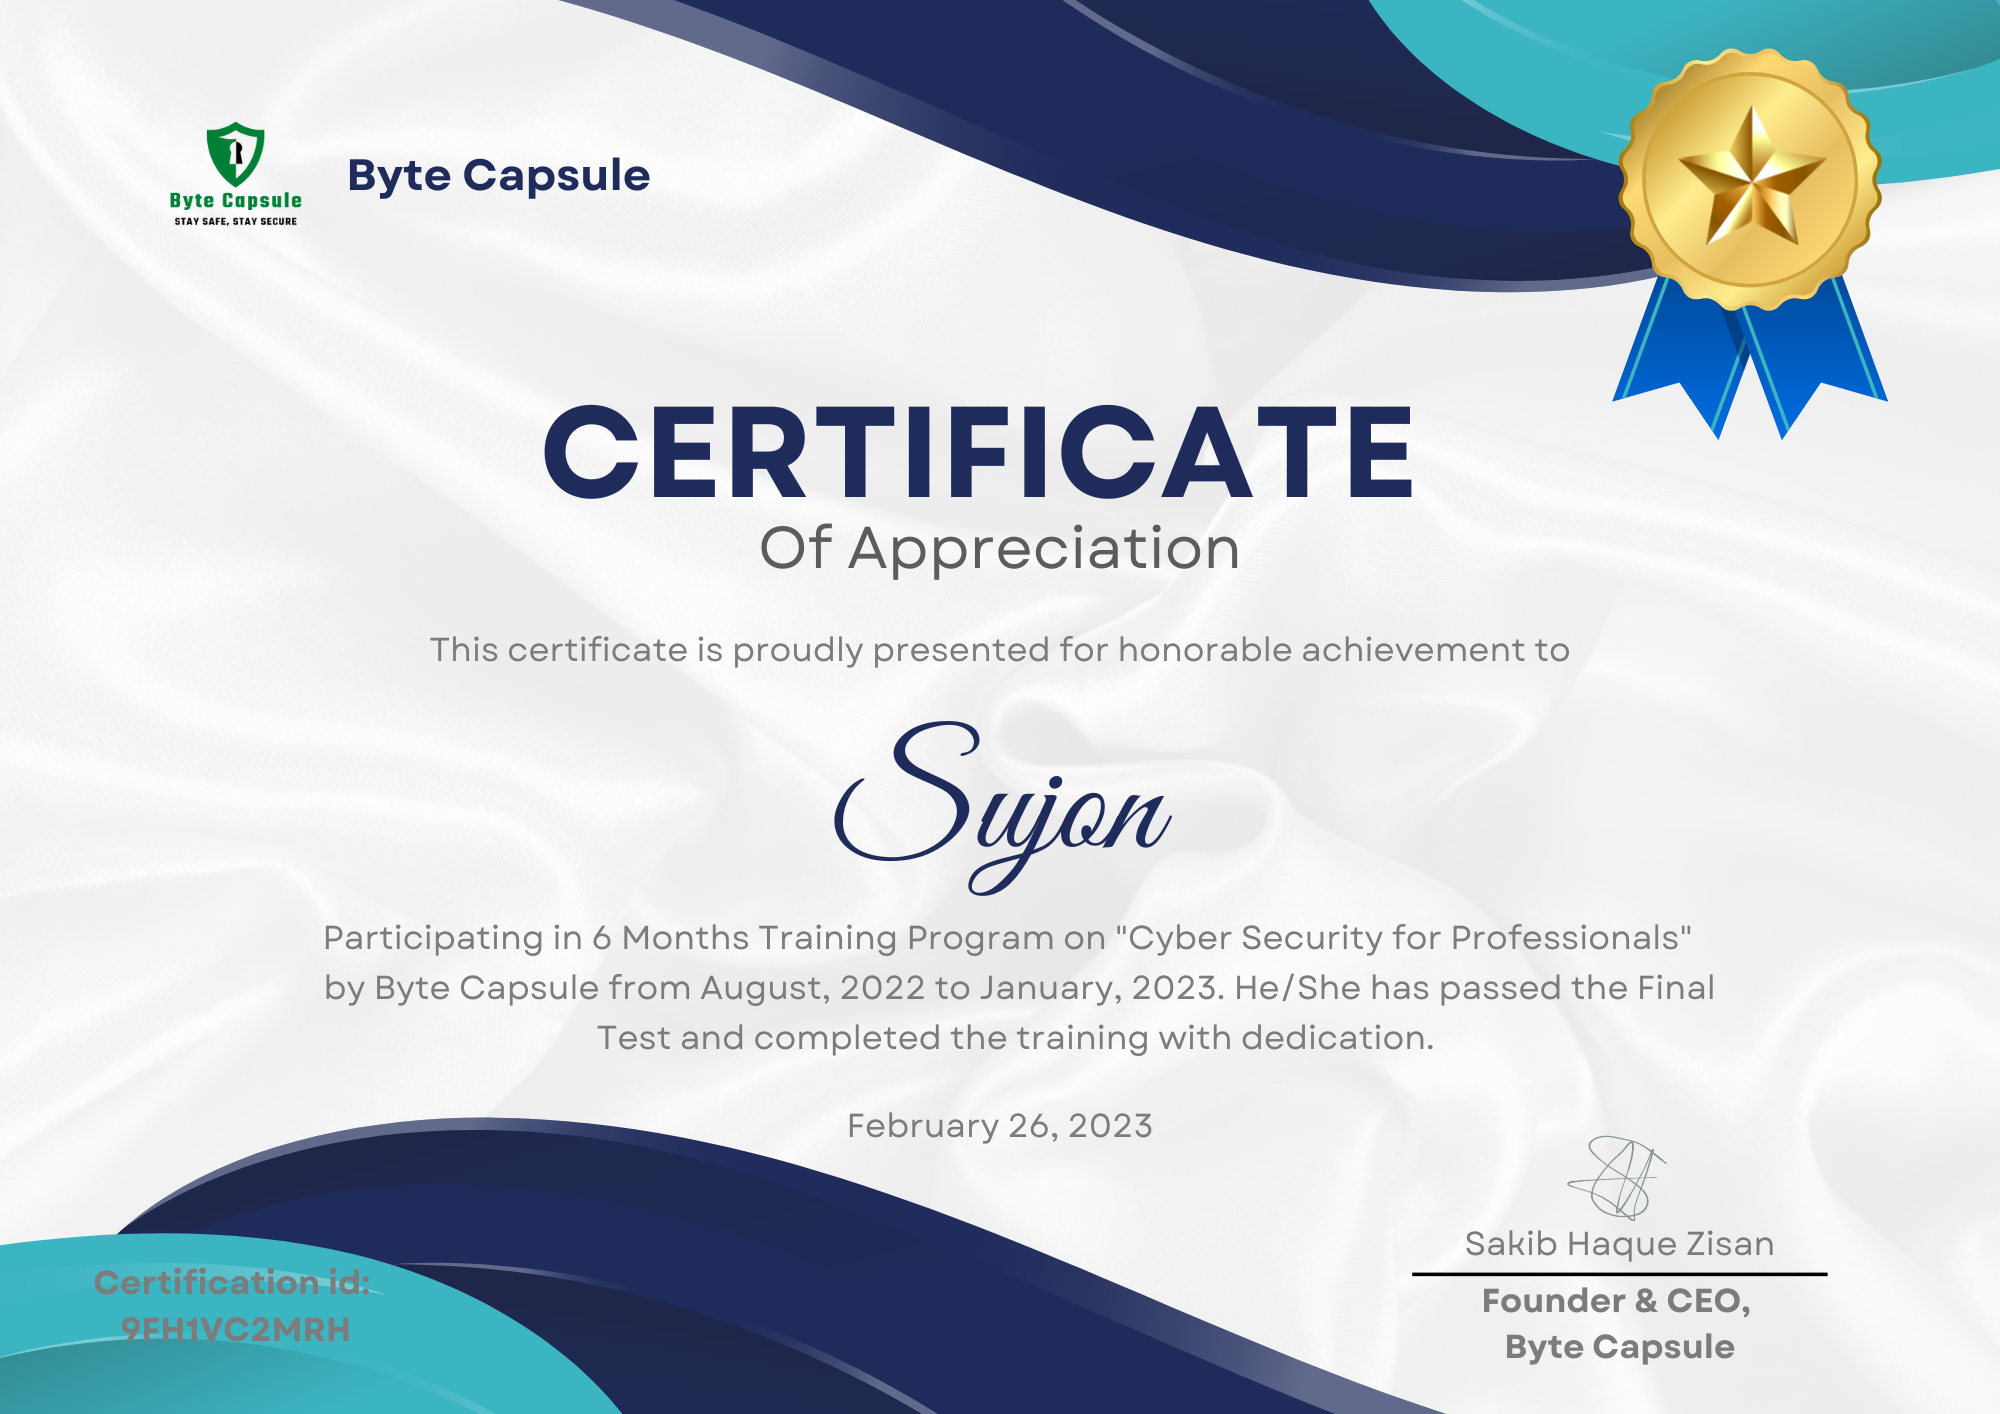 Byte Capsule
STAY SAFE, STAY SECURE
Byte Capsule
CERTIFICATE
Of Appreciation
This certificate is proudly presented for honorable achievement to
Sujon
Participating in 6 Months Training Program on "Cyber Security for Professionals"
by Byte Capsule from August, 2022 to January, 2023. He/She has passed the Final
Test and completed the training with dedication.
February 26, 2023
Sakib Haque Zisan
Founder & CEO,
Byte Capsule
Certification id:
9FH1VC2MRH